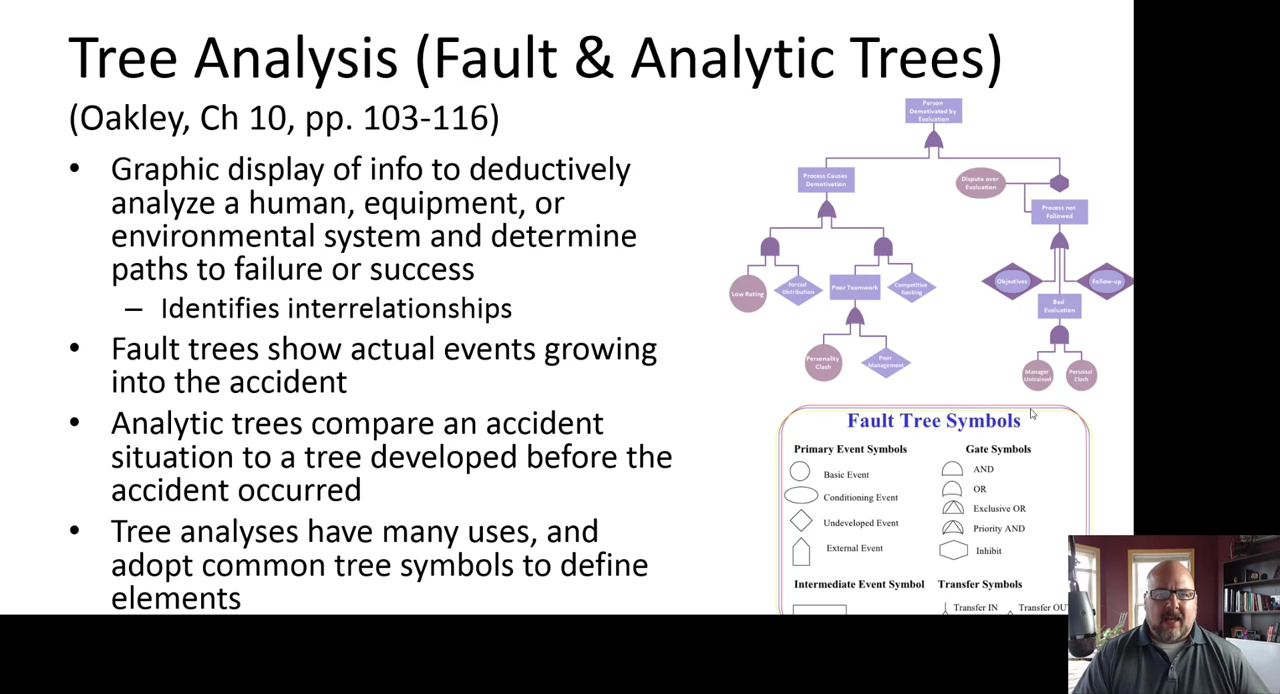 Tree Analysis (Fault & Analytic Trees)
(Oakley, Ch 10, pp. 103-116)
• Graphic display of info to deductively
analyze a human, equipment, or
environmental system and determine
paths to failure or success
– Identifies interrelationships
• Fault trees show actual events growing
into the accident
• Analytic trees compare an accident
situation to a tree developed before the
accident occurred
• Tree analyses have many uses, and
adopt common tree symbols to define
elements
Person
Demotivated by
Evaluation
Process Causes
Demotivation
Dispute over
Evaluation
Process not
Followed
Low Rating
Forced
Distribution
Poor Teamwork
Competitive
Ranking
Objectives
Follow-up
Bad
Evaluation
Personality
Clash
Poor
Management
Manager
Untrained
Personal
Fault Tree Symbols
Primary Event Symbols
Basic Event
Conditioning Event
Undeveloped Event
External Event
Intermediate Event Symbol
Gate Symbols
AND
OR
Exclusive OR
Priority AND
Inhibit
Transfer Symbols
Transfer IN
Transfer OU